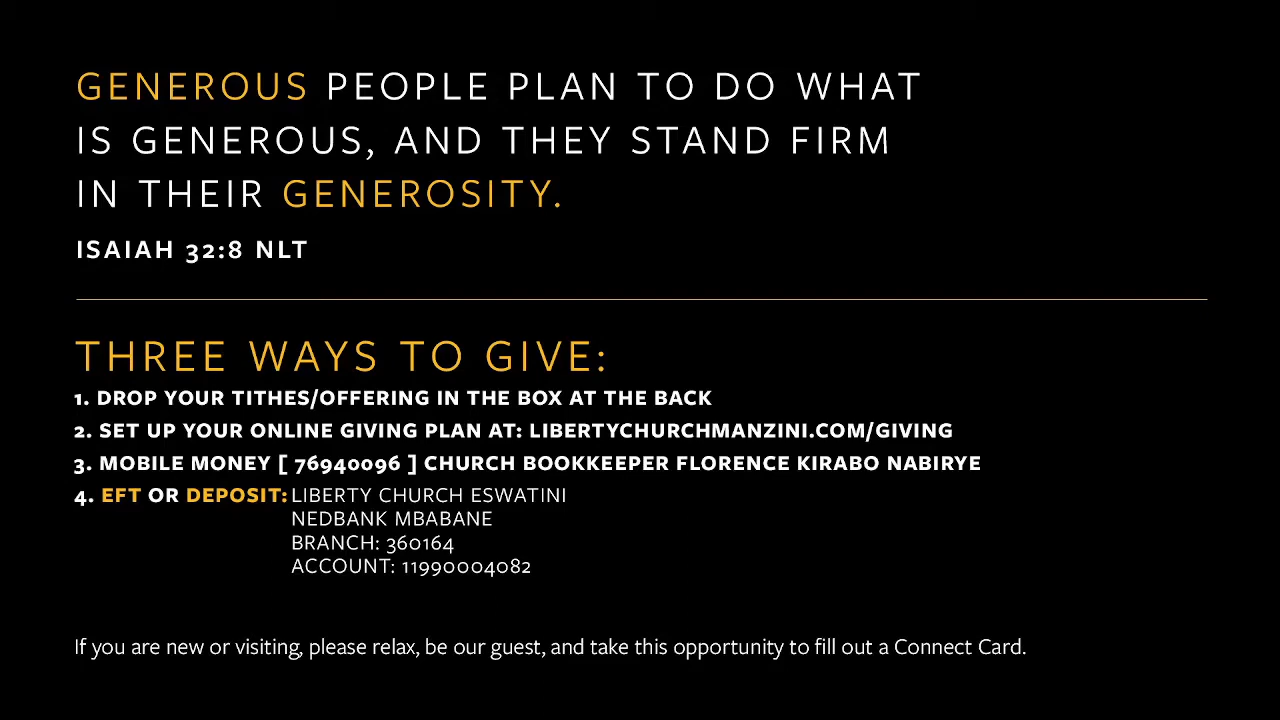 GENEROUS PEOPLE PLAN TO DO WHAT
IS GENEROUS, AND THEY STAND FIRM
IN THEIR GENEROSITY.
ISAIAH 32:8 NLT
THREE WAYS TO GIVE:
1. DROP YOUR TITHES/OFFERING IN THE BOX AT THE BACK
2. SET UP YOUR ONLINE GIVING PLAN AT: LIBERTYCHURCHMANZINI.COM/GIVING
3. MOBILE MONEY [ 76940096 ] CHURCH BOOKKEEPER FLORENCE KIRABO NABIRYE
4. EFT OR DEPOSIT: LIBERTY CHURCH ESWATINI
NEDBANK MBABANE
BRANCH: 360164
ACCOUNT: 11990004082
If you are new or visiting, please relax, be our guest, and take this opportunity to fill out a Connect Card.